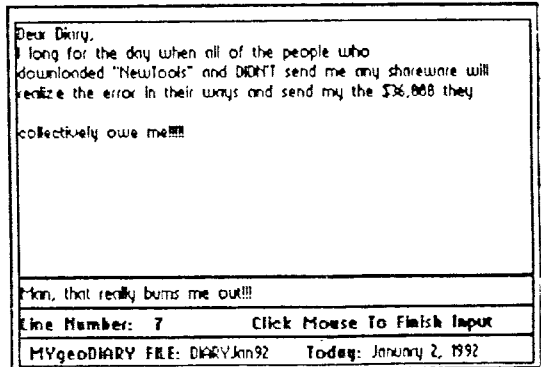 Dear Diary,
I long for the day when all of the people who
downloaded "NewTools" and DIDN'T send me any shareware will
realize the error in their ways and send my the $36,000 they
collectively owe me!!!!!
Man, that really bums me out!!!
Line Number: 7 Click Mouse To Finish Input
MYgeoDIARY FILE: DIARYJan92 Today: January 2, 1992